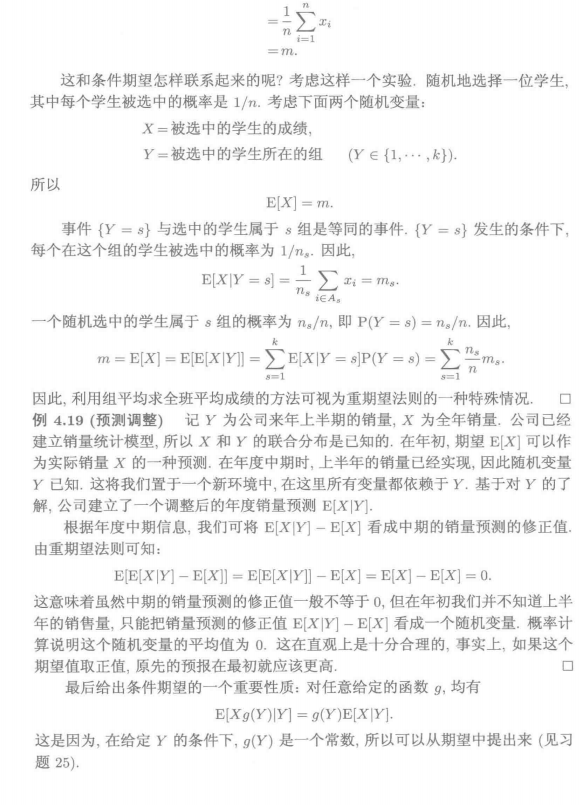 = \frac{1}{n} \sum_{i=1}^{n} x_i
= m.
这和条件期望怎样联系起来的呢? 考虑这样一个实验. 随机地选择一位学生,
其中每个学生被选中的概率是 1/n. 考虑下面两个随机变量:
X = 被选中的学生的成绩,
Y = 被选中的学生所在的组 (Y ∈ {1, ⋯ , k}).
所以
E[X] = m.
事件 {Y = s} 与选中的学生属于 s 组是等同的事件. {Y = s} 发生的条件下,
每个在这个组的学生被选中的概率为 1/n_s. 因此,
E[X|Y = s] = \frac{1}{n_s} \sum_{i∈A_s} x_i = m_s.
一个随机选中的学生属于 s 组的概率为 n_s/n, 即 P(Y = s) = n_s/n. 因此,
m = E[X] = E[E[X|Y]] = \sum_{s=1}^{k} E[X|Y = s]P(Y = s) = \sum_{s=1}^{k} \frac{n_s}{n} m_s.
因此, 利用组平均求全班平均成绩的方法可视为重期望法则的一种特殊情况. □
例 4.19 (预测调整) 记 Y 为公司来年上半期的销量, X 为全年销量. 公司已经
建立销量统计模型, 所以 X 和 Y 的联合分布是已知的. 在年初, 期望 E[X] 可以作
为实际销量 X 的一种预测. 在年度中期时, 上半年的销量已经实现, 因此随机变量
Y 已知. 这将我们置于一个新环境中, 在这里所有变量都依赖于 Y. 基于对 Y 的了
解, 公司建立了一个调整后的年度销量预测 E[X|Y].
根据年度中期信息, 我们可将 E[X|Y] − E[X] 看成中期的销量预测的修正值.
由重期望法则可知:
E[E[X|Y] − E[X]] = E[E[X|Y]] − E[X] = E[X] − E[X] = 0.
这意味着虽然中期的销量预测的修正值一般不等于 0, 但在年初我们并不知道上半
年的销售量, 只能把销量预测的修正值 E[X|Y] − E[X] 看成一个随机变量. 概率计
算说明这个随机变量的平均值为 0. 这在直观上是十分合理的, 事实上, 如果这个
期望值取正值, 原先的预报在最初就应该更高. □
最后给出条件期望的一个重要性质: 对任意给定的函数 g, 均有
E[Xg(Y)|Y] = g(Y)E[X|Y].
这是因为, 在给定 Y 的条件下, g(Y) 是一个常数, 所以可以从期望中提出来 (见习
题 25).